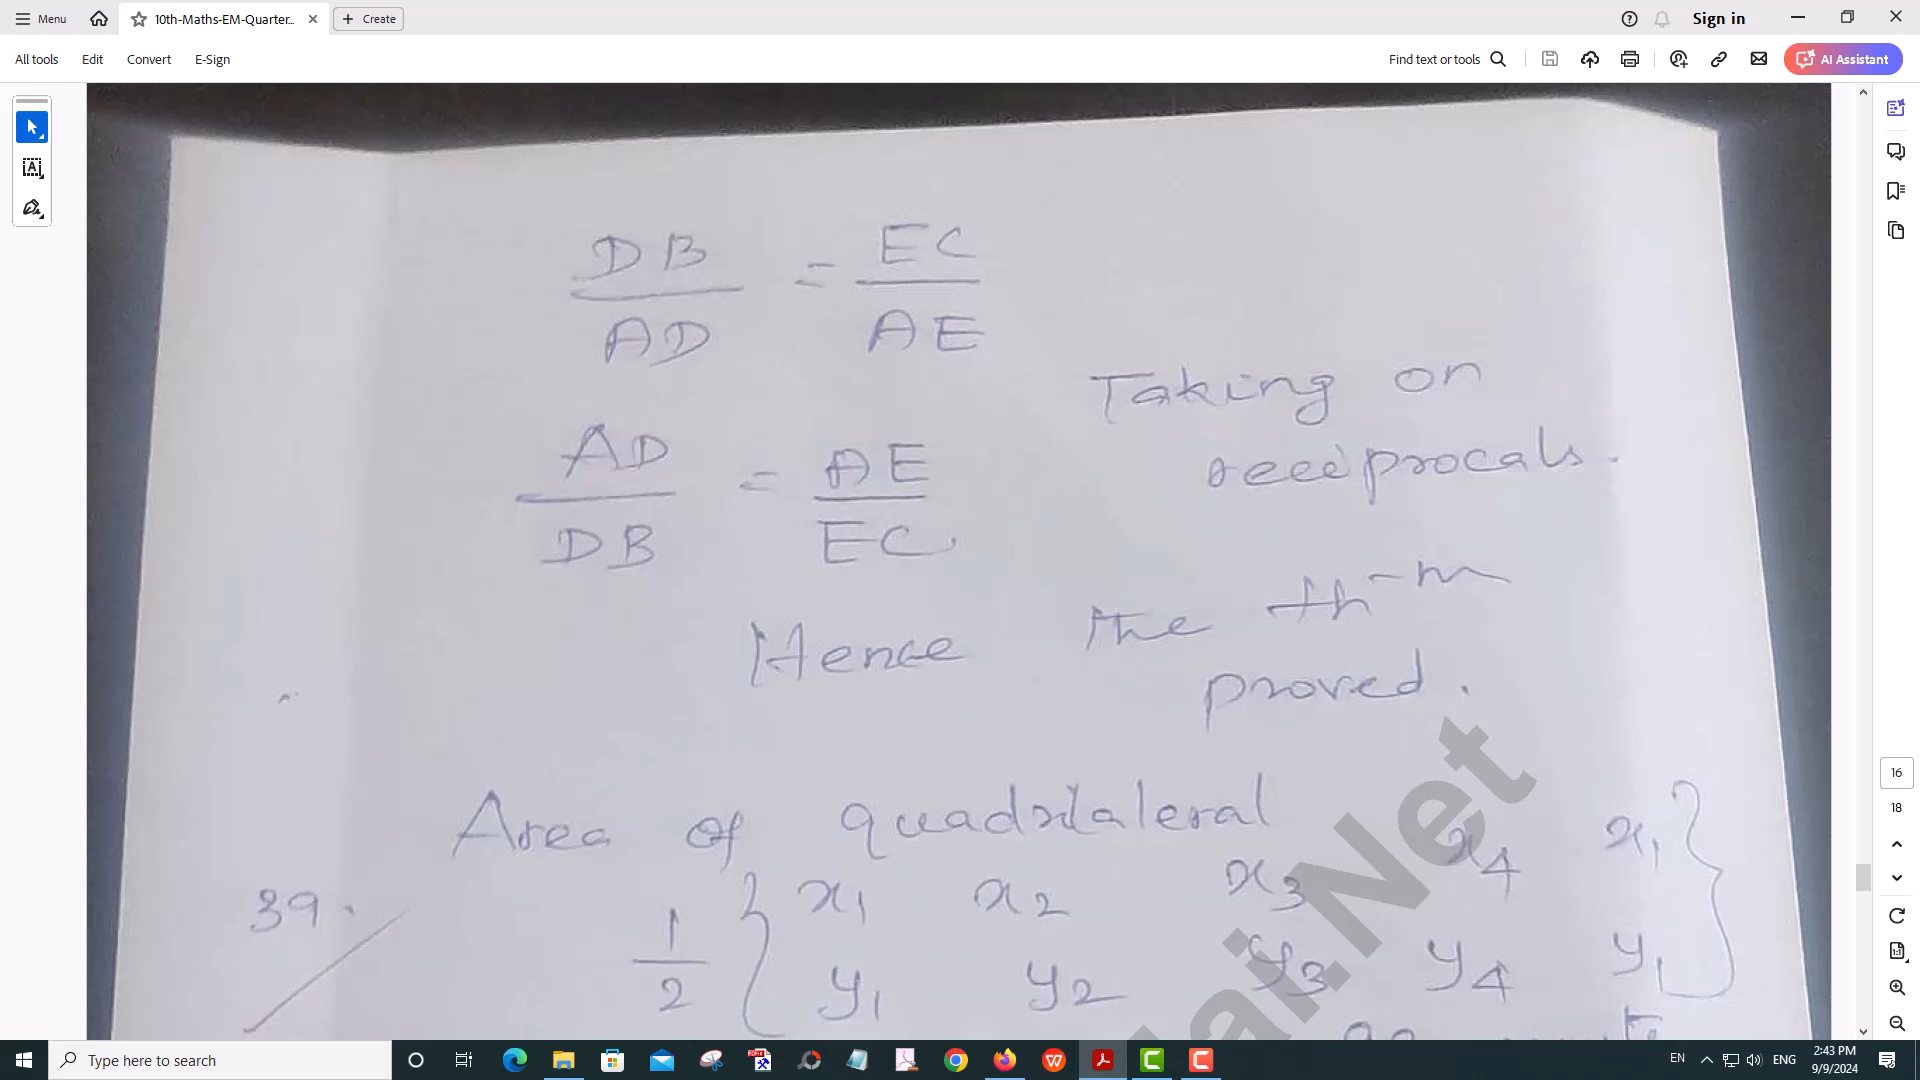 Menu
10th-Maths-EM-Quarter...
Create
Sign in
All tools Edit Convert E-Sign
Find text or tools
AI Assistant
DB/AD = EC/AE
Taking on
reciprocals.
AD/DB = AE/EC
Hence the th-m
proved.
39.
Area of quadrilateral
1/2 { x1 x2 x3 x4 x1
y1 y2 y3 y4 y1 }
ai.Net
16
18
Type here to search
EN
ENG
2:43 PM
9/9/2024